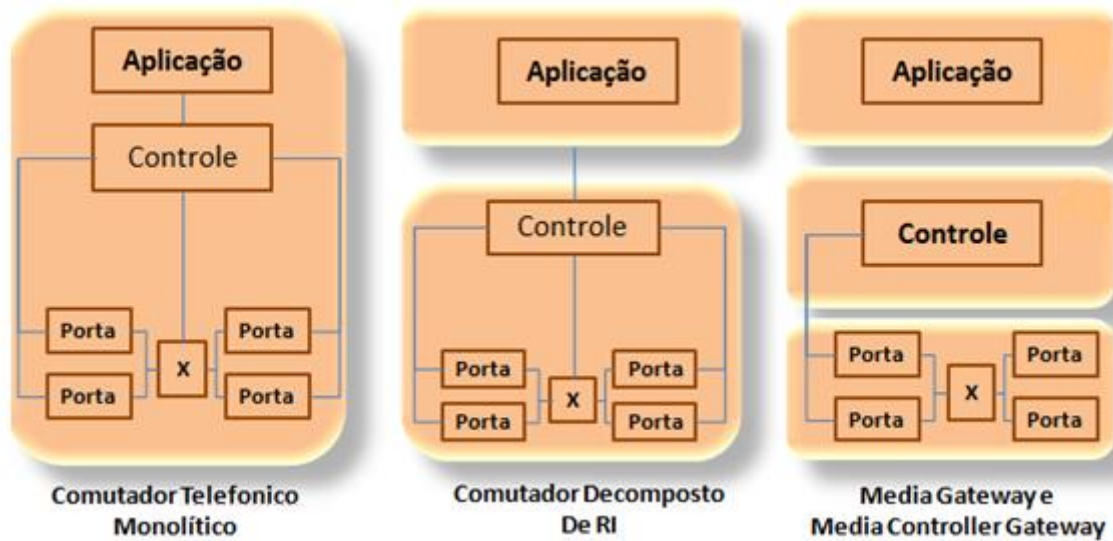 Aplicação
Controle
Porta
Porta
X
Porta
Porta
Comutador Telefonico
Monolítico
Aplicação
Controle
Porta
Porta
X
Porta
Porta
Comutador Decomposto
De RI
Aplicação
Controle
Porta
Porta
X
Porta
Porta
Media Gateway e
Media Controller Gateway